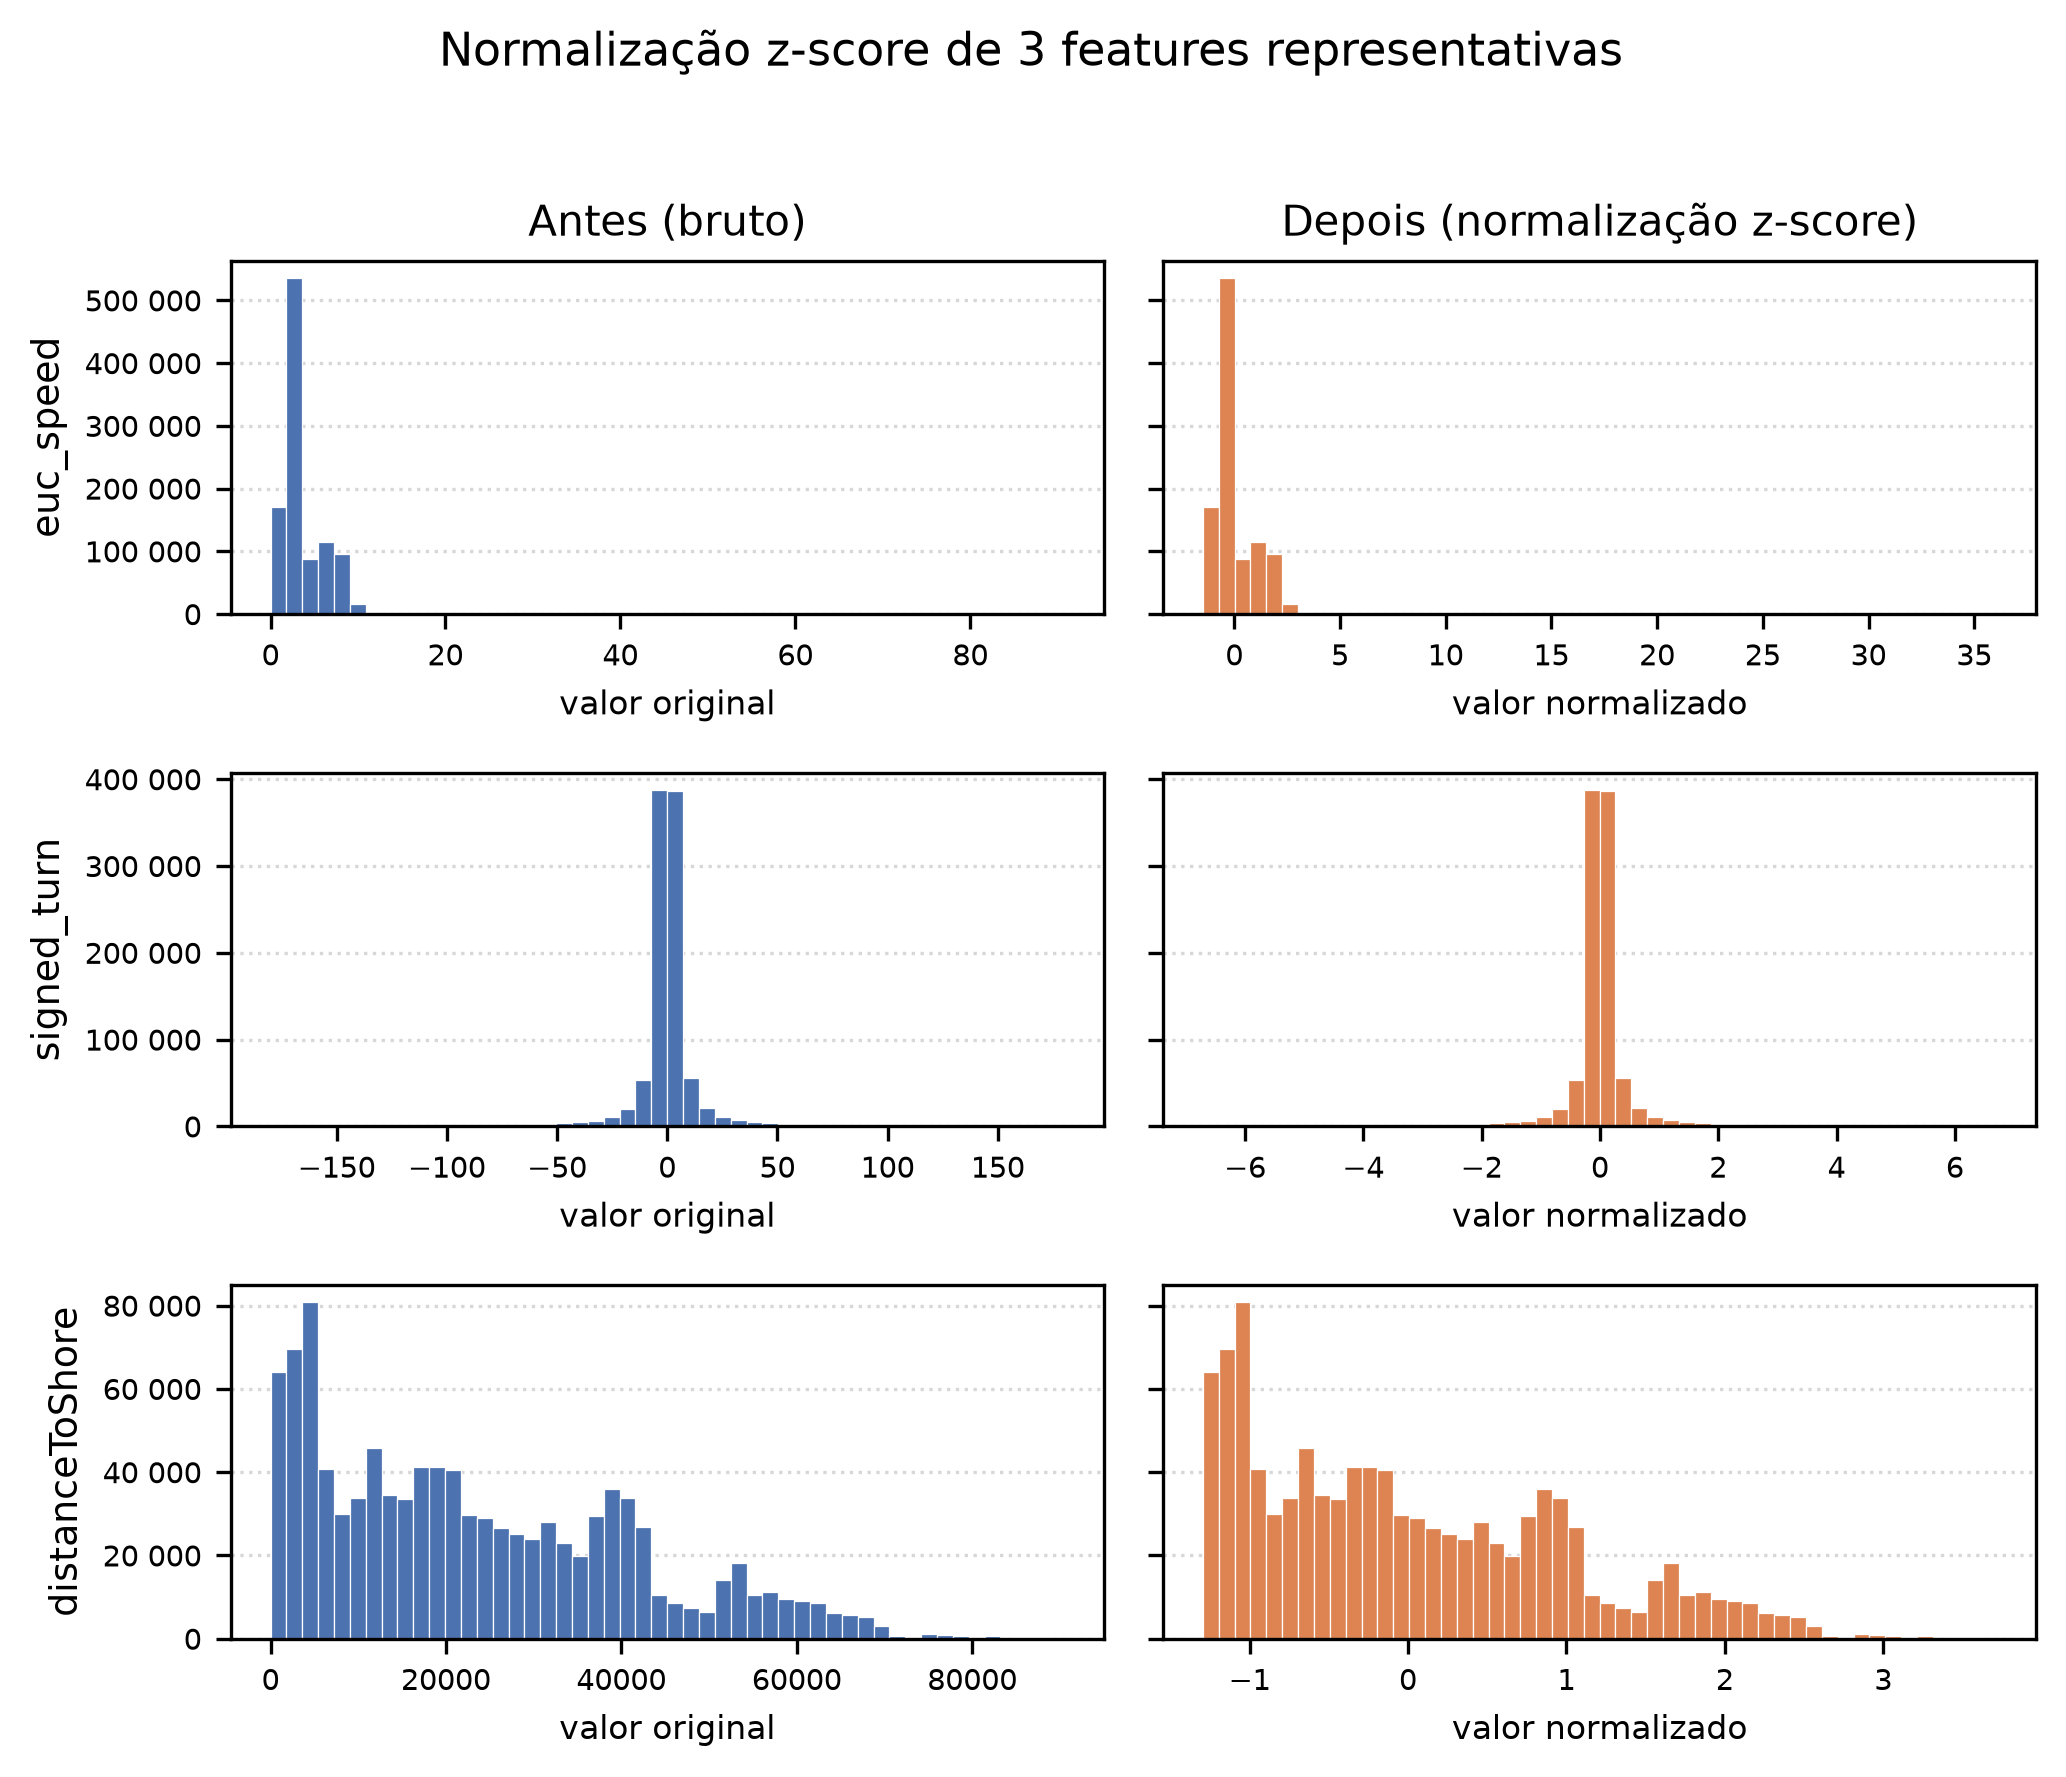 Normalização z-score de 3 features representativas
Antes (bruto)
Depois (normalização z-score)
euc_speed
500 000
400 000
300 000
200 000
100 000
0
0 20 40 60 80
valor original
0 5 10 15 20 25 30 35
valor normalizado
signed_turn
400 000
300 000
200 000
100 000
0
−150 −100 −50 0 50 100 150
valor original
−6 −4 −2 0 2 4 6
valor normalizado
distanceToShore
80 000
60 000
40 000
20 000
0
0 20000 40000 60000 80000
valor original
−1 0 1 2 3
valor normalizado